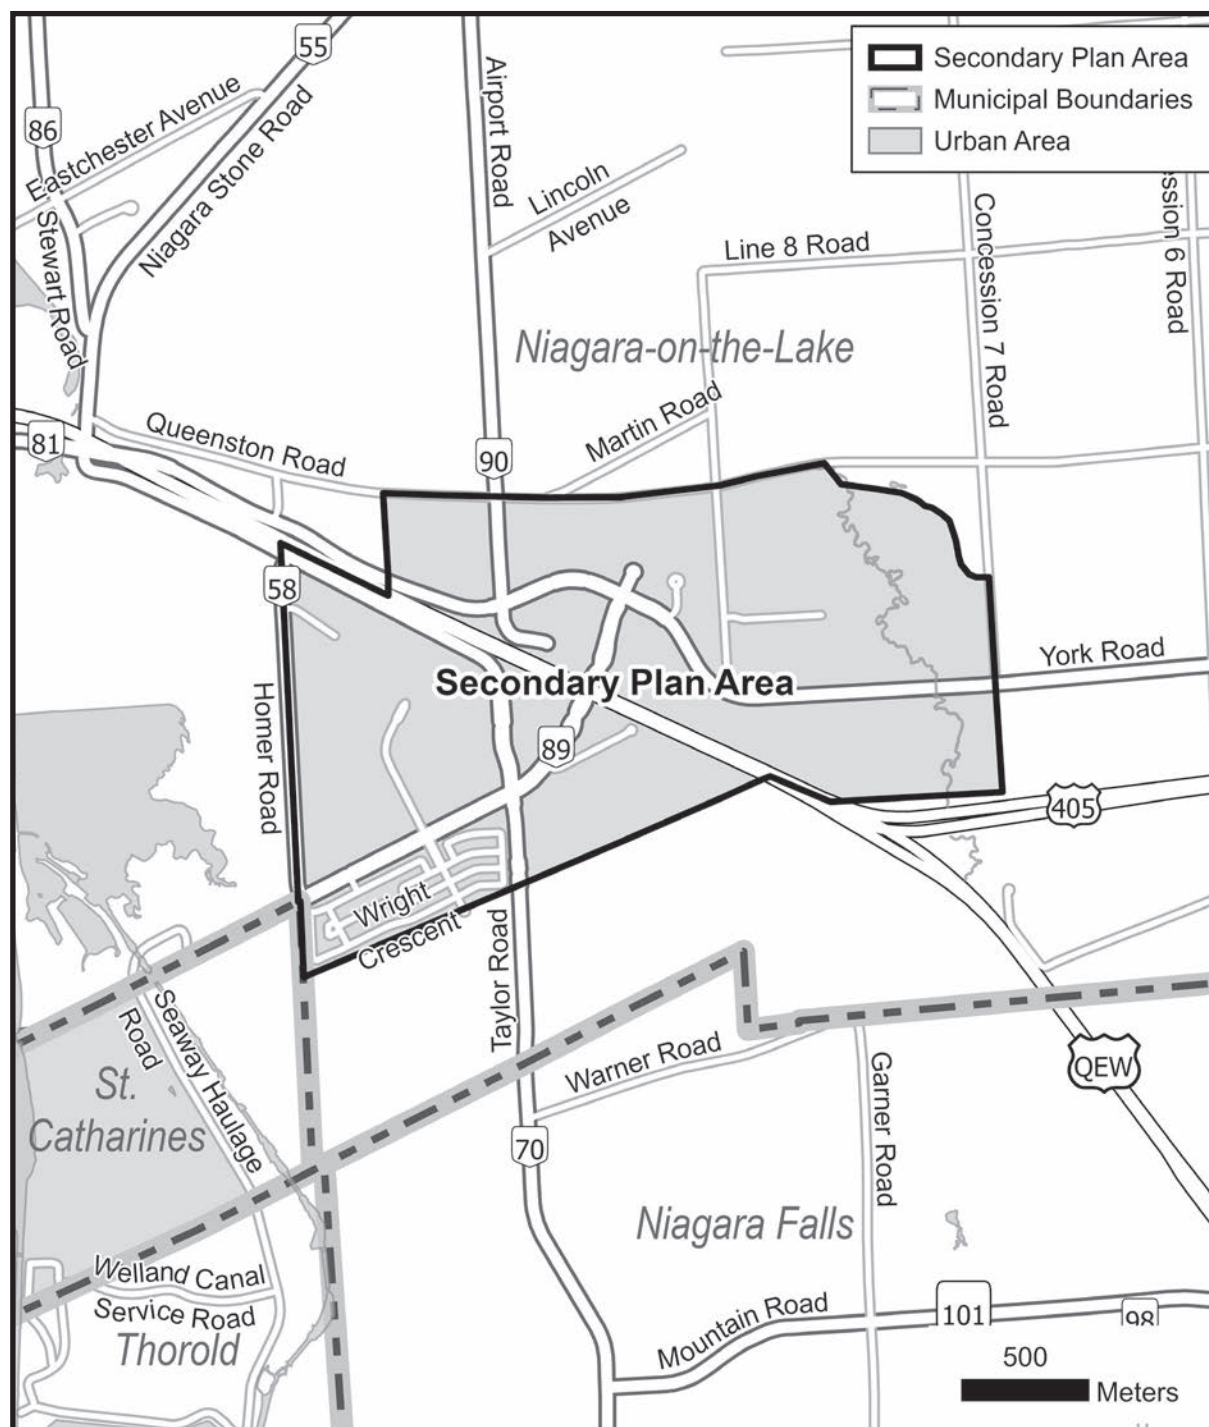 55
Secondary Plan Area
Municipal Boundaries
Urban Area
86
Eastchester Avenue
Niagara Stone Road
Airport Road
Lincoln
Avenue
Stewart Road
Line 8 Road
Concession 7 Road
ession 6 Road
Niagara-on-the-Lake
81
Queenston Road
90
Martin Road
58
Homer Road
Secondary Plan Area
York Road
89
405
Wright
Crescent
Taylor Road
Seaway Haulage
Road
St.
Catharines
Warner Road
Garner Road
QEW
70
Niagara Falls
Welland Canal
Service Road
Thorold
Mountain Road
101
98
500
Meters